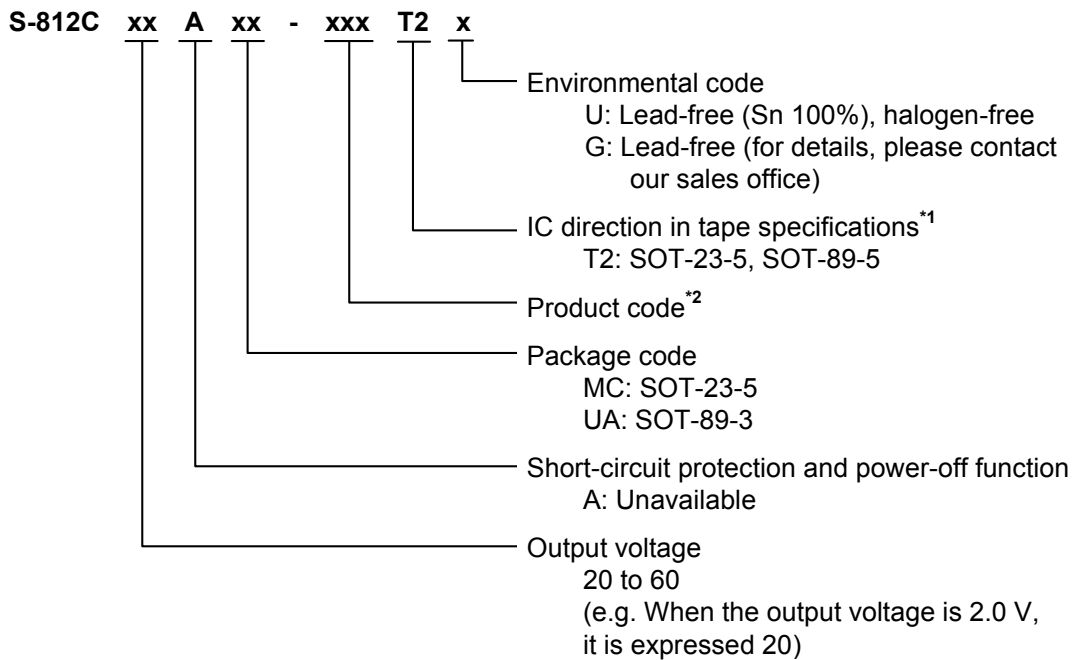 S-812C xx A xx - xxx T2 x
Environmental code
U: Lead-free (Sn 100%), halogen-free
G: Lead-free (for details, please contact
our sales office)
IC direction in tape specifications*1
T2: SOT-23-5, SOT-89-5
Product code*2
Package code
MC: SOT-23-5
UA: SOT-89-3
Short-circuit protection and power-off function
A: Unavailable
Output voltage
20 to 60
(e.g. When the output voltage is 2.0 V,
it is expressed 20)